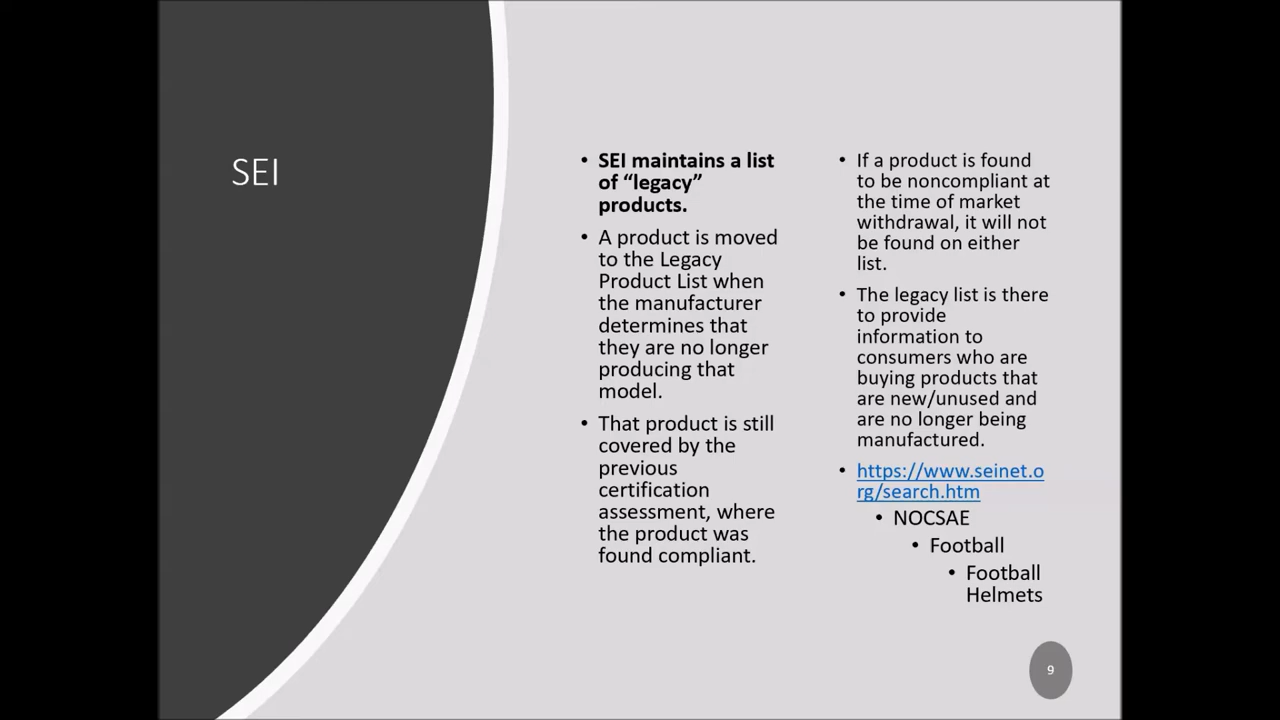 SEI
• SEI maintains a list
of “legacy”
products.
• A product is moved
to the Legacy
Product List when
the manufacturer
determines that
they are no longer
producing that
model.
• That product is still
covered by the
previous
certification
assessment, where
the product was
found compliant.
• If a product is found
to be noncompliant at
the time of market
withdrawal, it will not
be found on either
list.
• The legacy list is there
to provide
information to
consumers who are
buying products that
are new/unused and
are no longer being
manufactured.
• https://www.seinet.o
rg/search.htm
• NOCSAE
• Football
• Football
Helmets
9